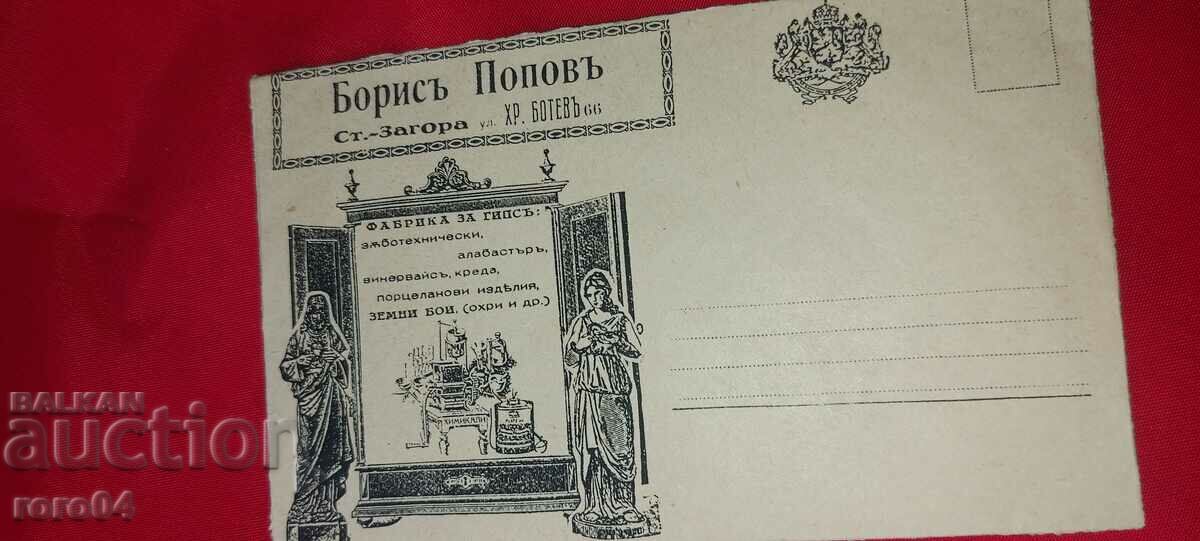 Борисъ Поповъ
Ст.-Загора ул. ХР. БОТЕВЪ 66
ФАБРИКА ЗА ГИПСЪ:
зѫботехнически,
алабастъръ,
винервайсъ, креда,
порцеланови издѣлия,
ЗЕМНИ БОИ. (охри и др.)
ХИМИКАЛИ
BALKAN
auction
roro04